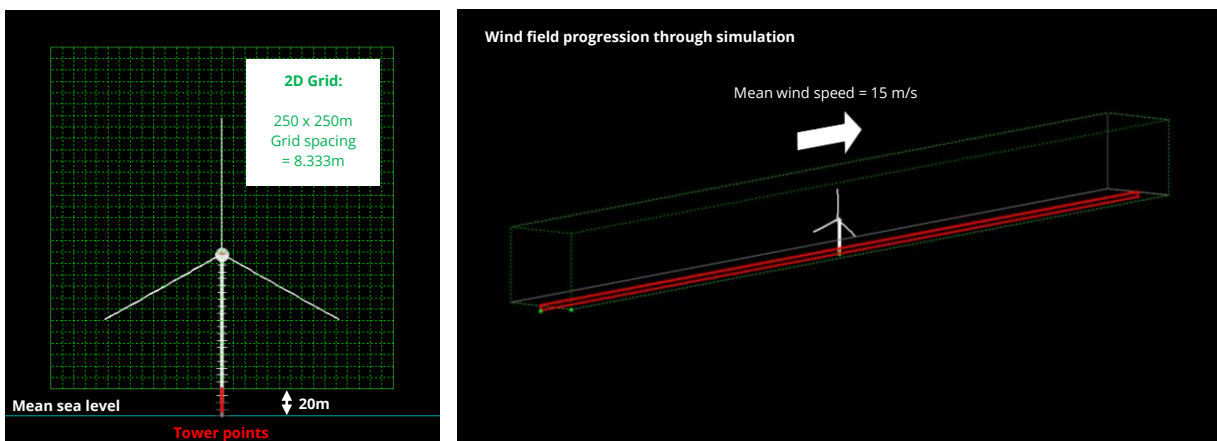 2D Grid:
250 x 250m
Grid spacing
= 8.333m
Mean sea level
20m
Tower points
Wind field progression through simulation
Mean wind speed = 15 m/s